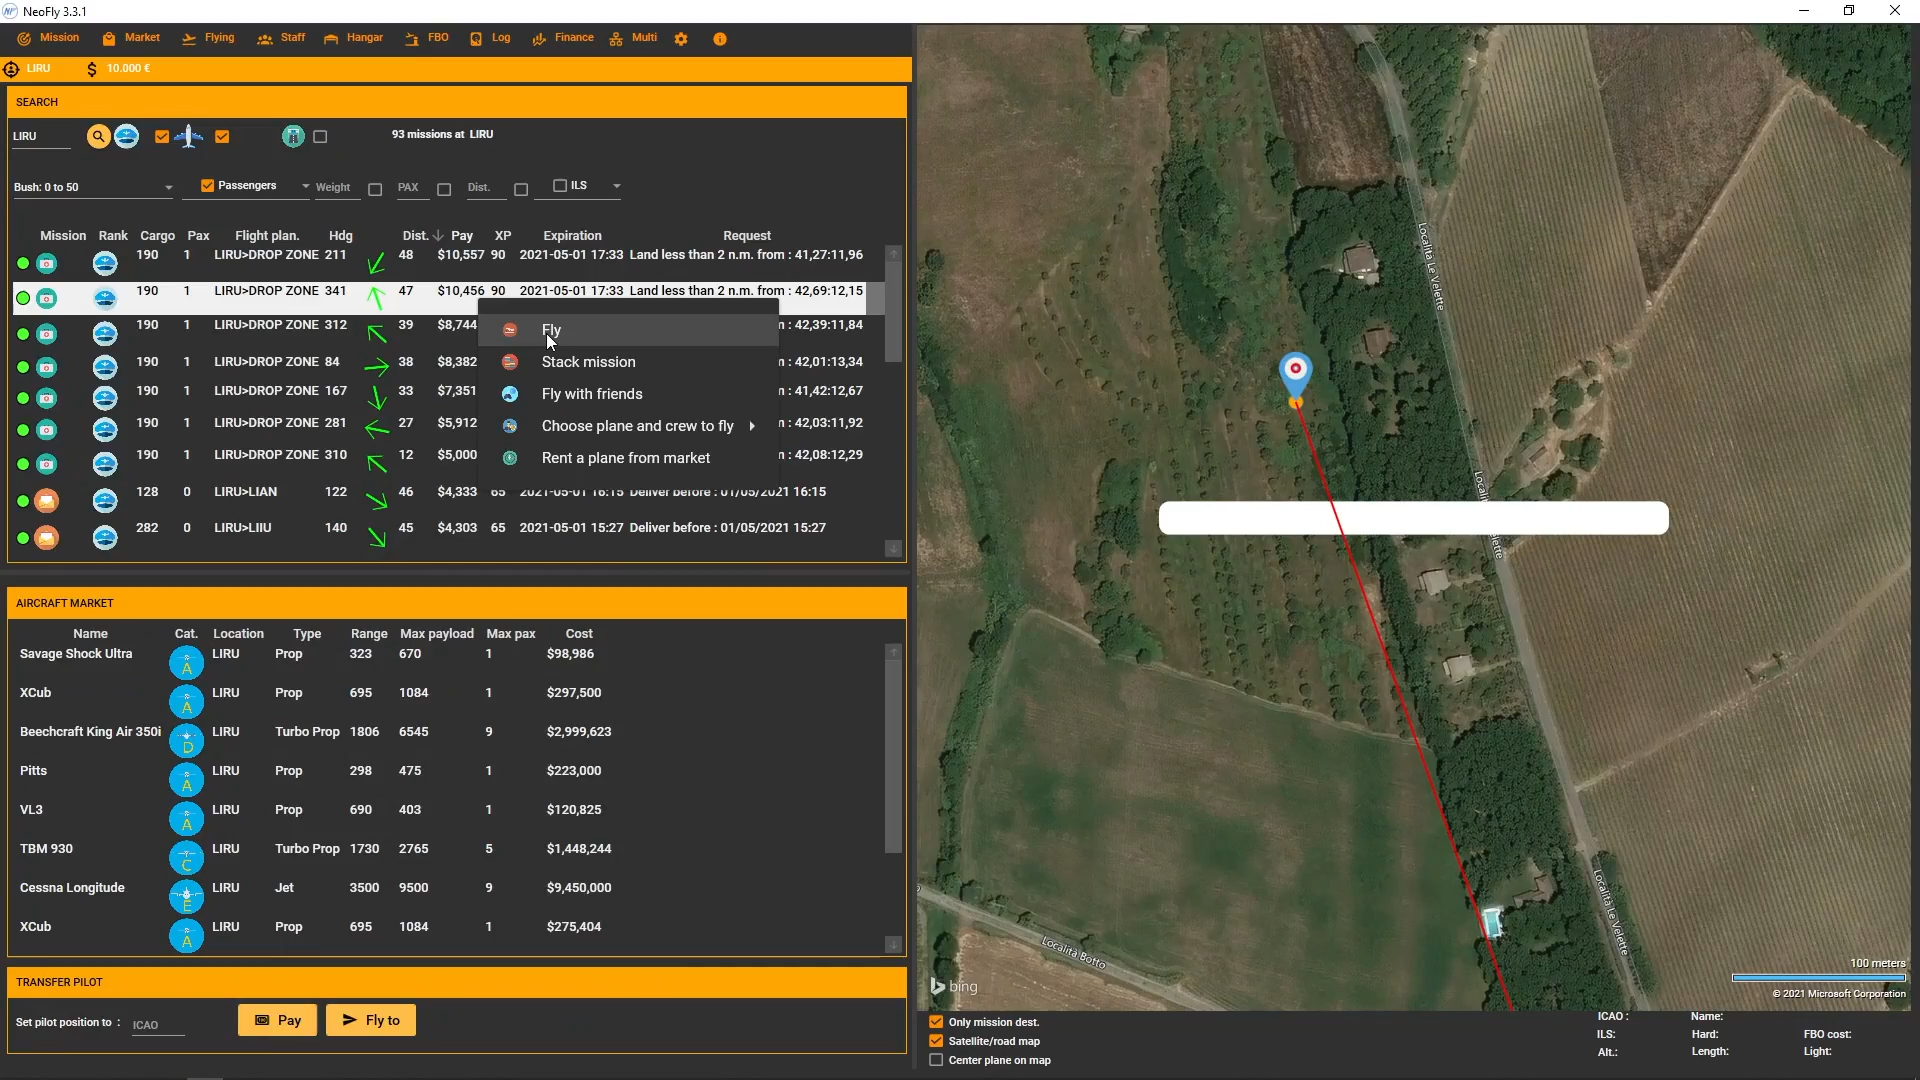 NeoFly 3.3.1
Mission Market Flying Staff Hangar FBO Log Finance Multi
LIRU $ 10.000 €
SEARCH
LIRU 93 missions at LIRU
Bush: 0 to 50 Passengers Weight PAX Dist. ILS
Mission Rank Cargo Pax Flight plan. Hdg Dist. Pay XP Expiration Request
190 1 LIRU>DROP ZONE 211 48 $10,557 90 2021-05-01 17:33 Land less than 2 n.m. from : 41,27:11,96
190 1 LIRU>DROP ZONE 341 47 $10,456 90 2021-05-01 17:33 Land less than 2 n.m. from : 42,69:12,15
190 1 LIRU>DROP ZONE 312 39 $8,744 n : 42,39:11,84
190 1 LIRU>DROP ZONE 84 38 $8,382 n : 42,01:13,34
190 1 LIRU>DROP ZONE 167 33 $7,351 n : 41,42:12,67
190 1 LIRU>DROP ZONE 281 27 $5,912 n : 42,03:11,92
190 1 LIRU>DROP ZONE 310 12 $5,000 n : 42,08:12,29
128 0 LIRU>LIAN 122 46 $4,333 65 2021-05-01 16:15 Deliver before : 01/05/2021 16:15
282 0 LIRU>LIIU 140 45 $4,303 65 2021-05-01 15:27 Deliver before : 01/05/2021 15:27
Fly
Stack mission
Fly with friends
Choose plane and crew to fly
Rent a plane from market
AIRCRAFT MARKET
Name Cat. Location Type Range Max payload Max pax Cost
Savage Shock Ultra A LIRU Prop 323 670 1 $98,986
XCub A LIRU Prop 695 1084 1 $297,500
Beechcraft King Air 350i D LIRU Turbo Prop 1806 6545 9 $2,999,623
Pitts A LIRU Prop 298 475 1 $223,000
VL3 A LIRU Prop 690 403 1 $120,825
TBM 930 C LIRU Turbo Prop 1730 2765 5 $1,448,244
Cessna Longitude E LIRU Jet 3500 9500 9 $9,450,000
XCub A LIRU Prop 695 1084 1 $275,404
TRANSFER PILOT
Set pilot position to : ICAO Pay Fly to
Località Le Velette
Località Le Velette
Località Botto
bing
100 meters
© 2021 Microsoft Corporation
Only mission dest.
Satellite/road map
Center plane on map
ICAO : Name:
ILS: Hard: FBO cost:
Alt.: Length: Light: